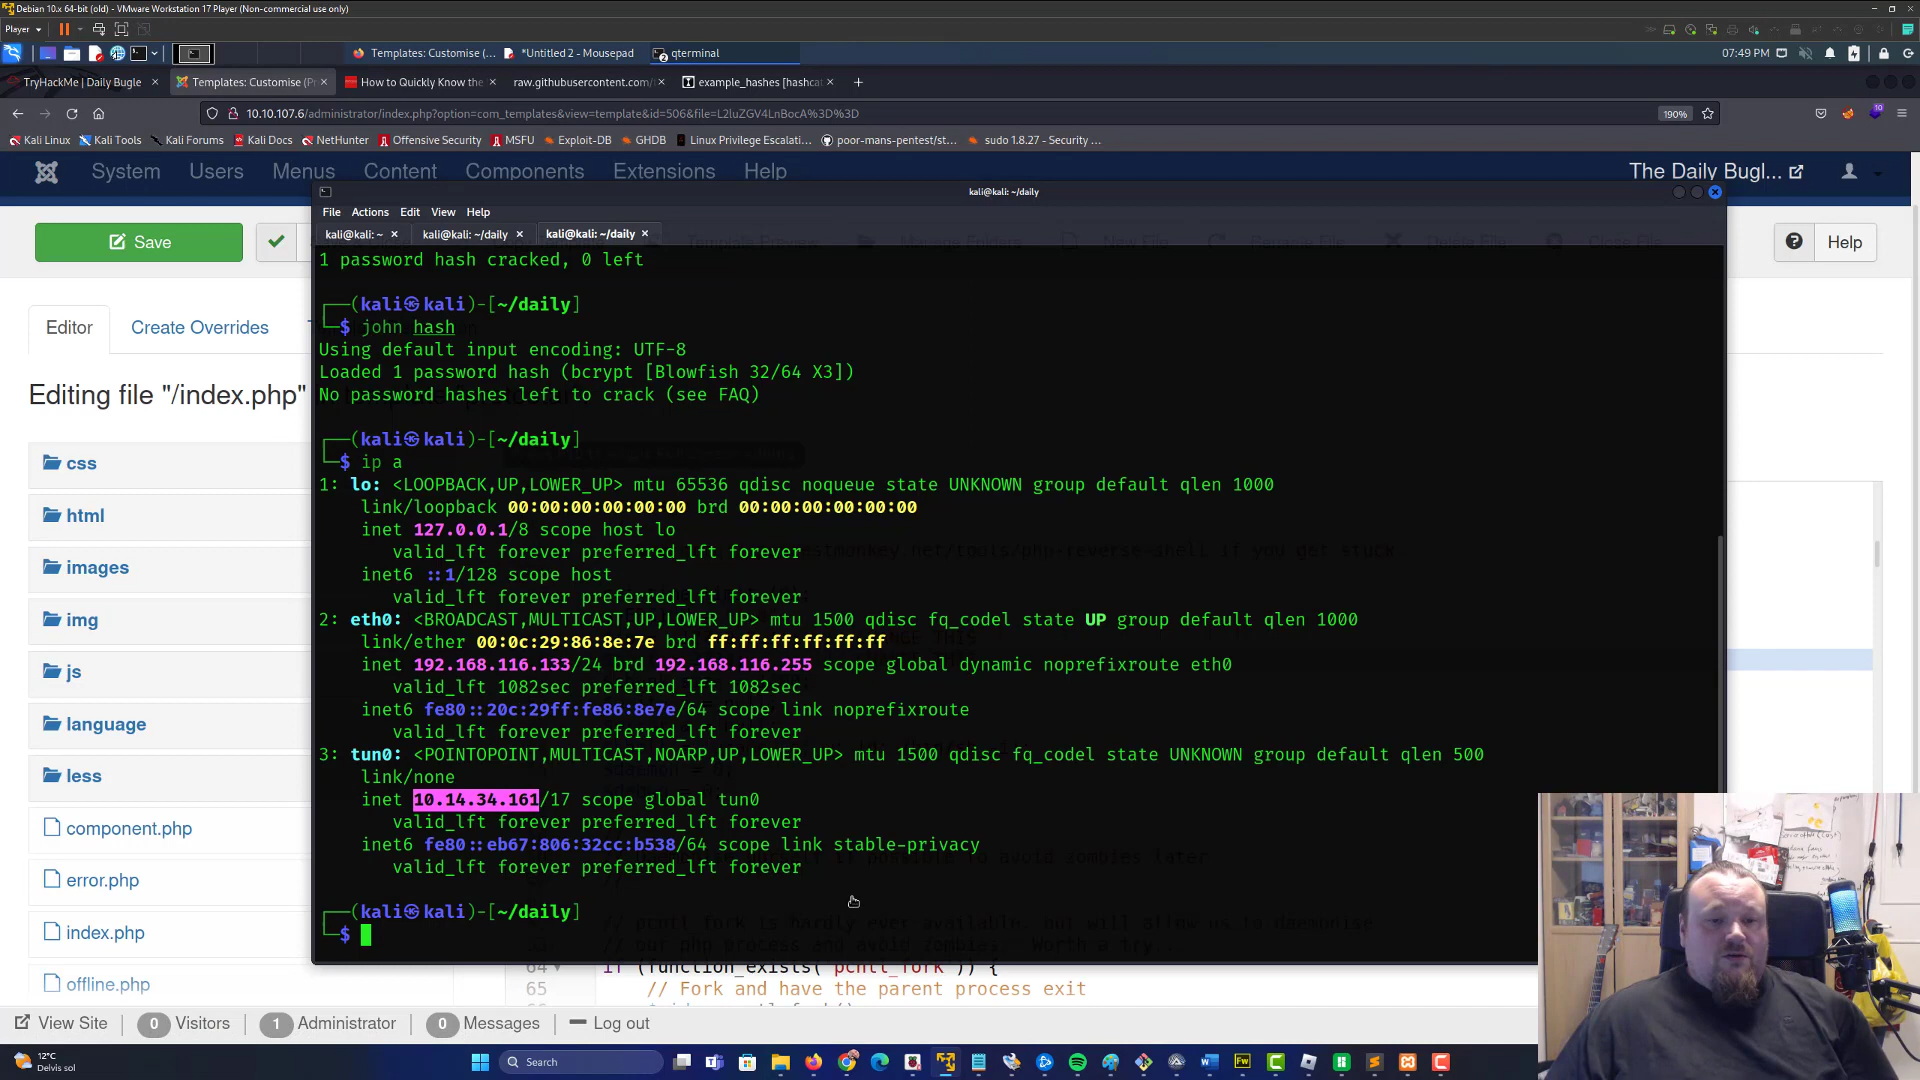 Debian 10.x 64-bit (old) - VMware Workstation 17 Player (Non-commercial use only)
Player
Templates: Customise (...
*Untitled 2 - Mousepad
qterminal
07:49 PM
TryHackMe | Daily Bugle
Templates: Customise (Pr
How to Quickly Know the
raw.githubusercontent.com/t
example_hashes [hashcat
10.10.107.6/administrator/index.php?option=com_templates&view=template&id=506&file=L2luZGV4LnBocA%3D%3D
190%
Kali Linux
Kali Tools
Kali Forums
Kali Docs
NetHunter
Offensive Security
MSFU
Exploit-DB
GHDB
Linux Privilege Escalati...
poor-mans-pentest/st...
sudo 1.8.27 - Security ...
System
Users
Menus
Content
Components
Extensions
Help
The Daily Bugl...
kali@kali: ~/daily
File Actions Edit View Help
kali@kali: ~
kali@kali: ~/daily
kali@kali: ~/daily
Save
Help
Editor
Create Overrides
Editing file "/index.php"
css
html
images
img
js
language
less
component.php
error.php
index.php
offline.php
1 password hash cracked, 0 left
(kali㉿kali)-[~/daily]
$ john hash
Using default input encoding: UTF-8
Loaded 1 password hash (bcrypt [Blowfish 32/64 X3])
No password hashes left to crack (see FAQ)
(kali㉿kali)-[~/daily]
$ ip a
1: lo: <LOOPBACK,UP,LOWER_UP> mtu 65536 qdisc noqueue state UNKNOWN group default qlen 1000
link/loopback 00:00:00:00:00:00 brd 00:00:00:00:00:00
inet 127.0.0.1/8 scope host lo
valid_lft forever preferred_lft forever
inet6 ::1/128 scope host
valid_lft forever preferred_lft forever
2: eth0: <BROADCAST,MULTICAST,UP,LOWER_UP> mtu 1500 qdisc fq_codel state UP group default qlen 1000
link/ether 00:0c:29:86:8e:7e brd ff:ff:ff:ff:ff:ff
inet 192.168.116.133/24 brd 192.168.116.255 scope global dynamic noprefixroute eth0
valid_lft 1082sec preferred_lft 1082sec
inet6 fe80::20c:29ff:fe86:8e7e/64 scope link noprefixroute
valid_lft forever preferred_lft forever
3: tun0: <POINTOPOINT,MULTICAST,NOARP,UP,LOWER_UP> mtu 1500 qdisc fq_codel state UNKNOWN group default qlen 500
link/none
inet 10.14.34.161/17 scope global tun0
valid_lft forever preferred_lft forever
inet6 fe80::eb67:806:32cc:b538/64 scope link stable-privacy
valid_lft forever preferred_lft forever
(kali㉿kali)-[~/daily]
$
64 if (function_exists('pcntl_fork')) {
65 // Fork and have the parent process exit
View Site
0 Visitors
1 Administrator
0 Messages
Log out
12°C
Delvis sol
Search